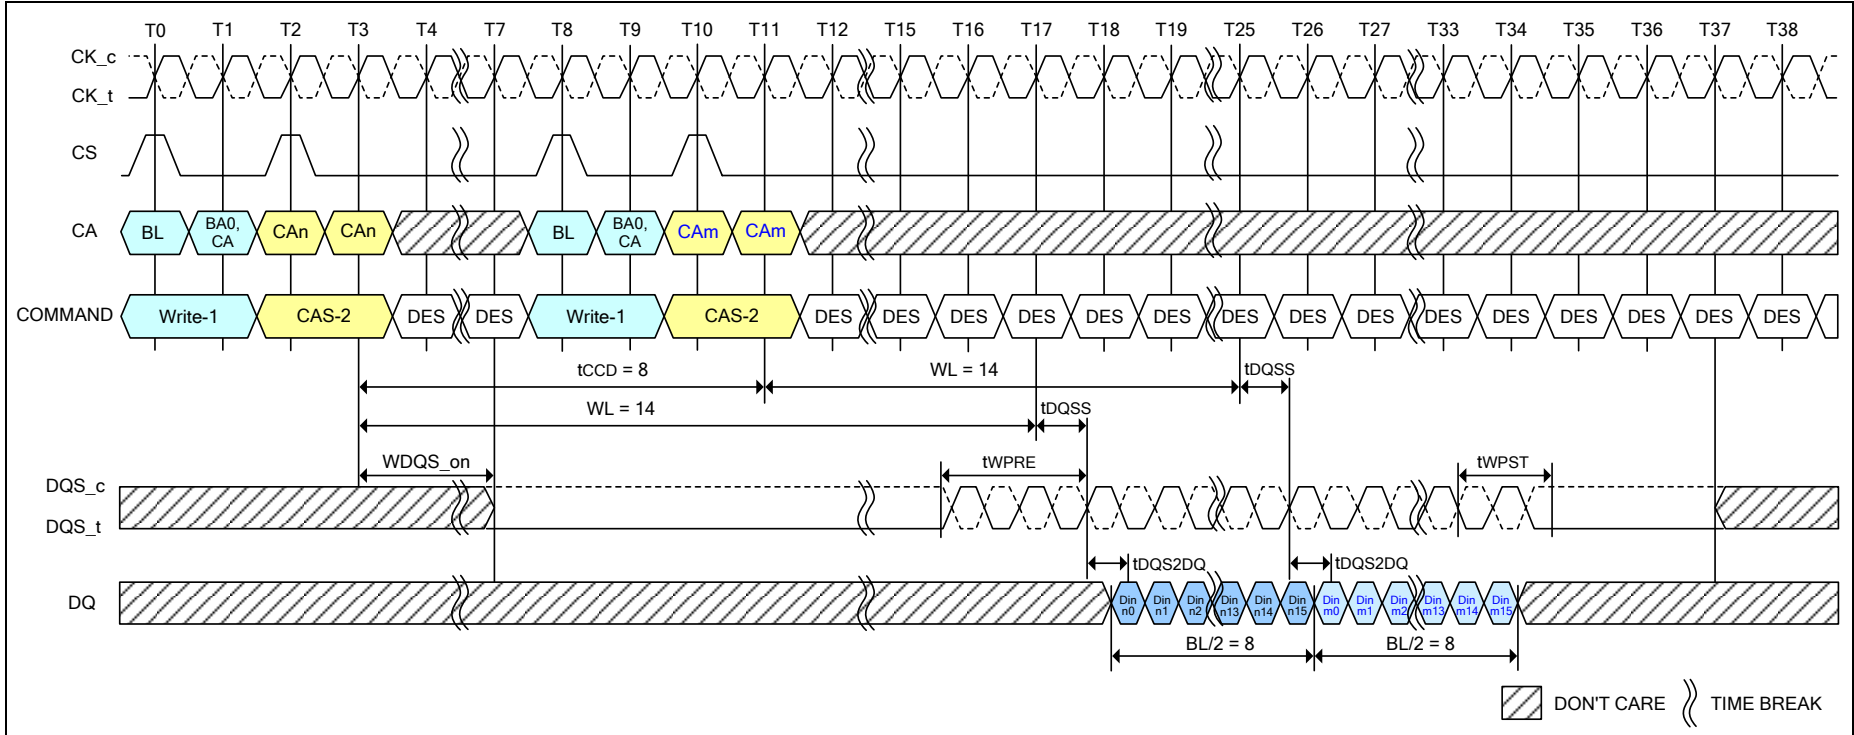 T0 T1 T2 T3 T4 T7 T8 T9 T10 T11 T12 T15 T16 T17 T18 T19 T25 T26 T27 T33 T34 T35 T36 T37 T38
CK_c
CK_t
CS
CA BL BA0, CA CAn CAn BL BA0, CA CAm CAm
COMMAND Write-1 CAS-2 DES DES Write-1 CAS-2 DES DES DES DES DES DES DES DES DES DES DES DES DES DES DES
tCCD = 8 WL = 14 tDQSS
WL = 14 tDQSS
WDQS_on tWPRE tWPST
DQS_c
DQS_t
tDQS2DQ tDQS2DQ
DQ Din n0 Din n1 Din n2 Din n13 Din n14 Din n15 Din m0 Din m1 Din m2 Din m13 Din m14 Din m15
BL/2 = 8 BL/2 = 8
DON'T CARE TIME BREAK